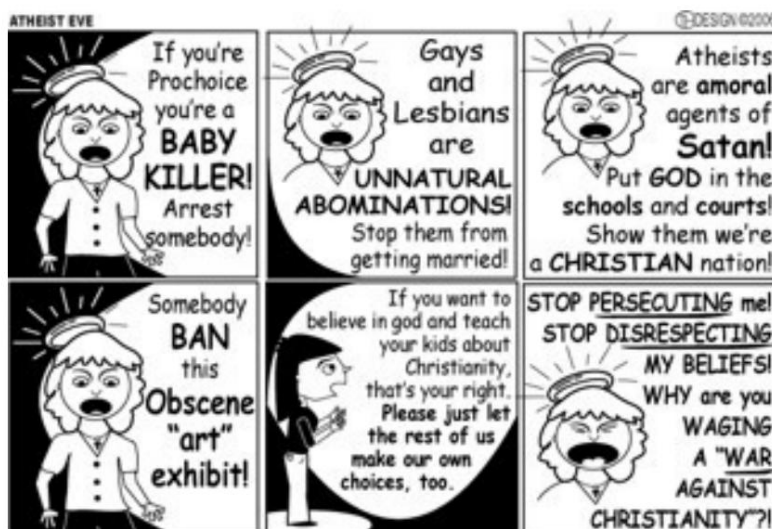 ATHEIST EVE
DESIGN ©2006
If you're
Prochoice
you're a
BABY
KILLER!
Arrest
somebody!
Gays
and
Lesbians
are
UNNATURAL
ABOMINATIONS!
Stop them from
getting married!
Atheists
are amoral
agents of
Satan!
Put GOD in the
schools and courts!
Show them we're
a CHRISTIAN nation!
Somebody
BAN
this
Obscene
"art"
exhibit!
If you want to
believe in god and teach
your kids about
Christianity,
that's your right.
Please just let
the rest of us
make our own
choices, too.
STOP PERSECUTING me!
STOP DISRESPECTING
MY BELIEFS!
WHY are you
WAGING
A "WAR
AGAINST
CHRISTIANITY"?!